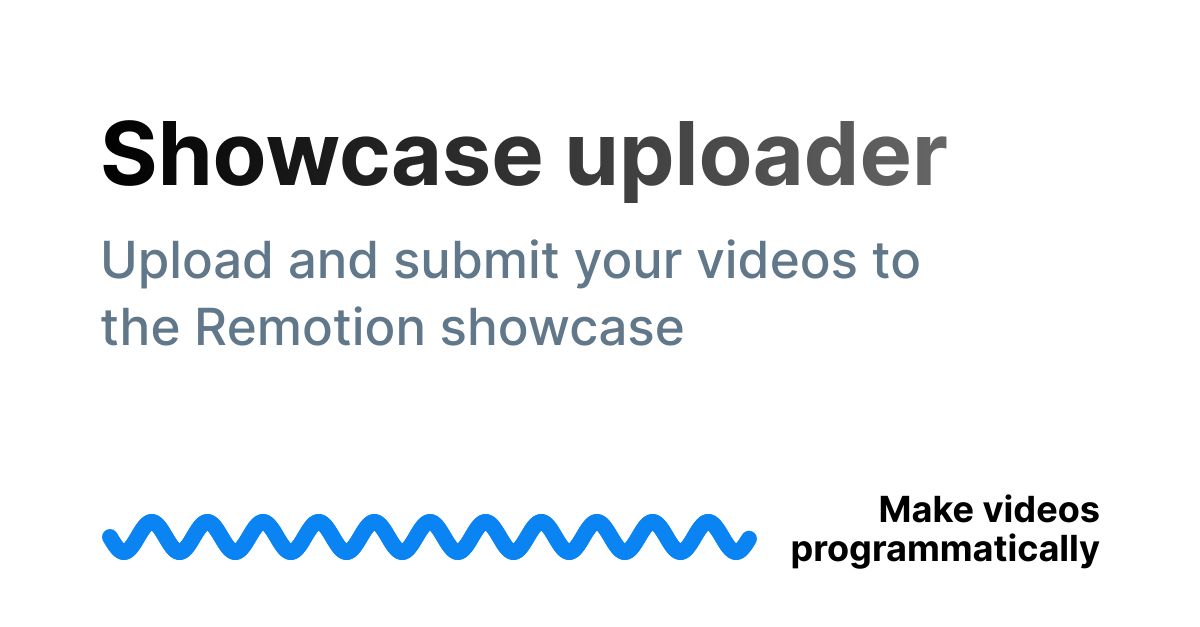 Showcase uploader
Upload and submit your videos to
the Remotion showcase
Make videos
programmatically